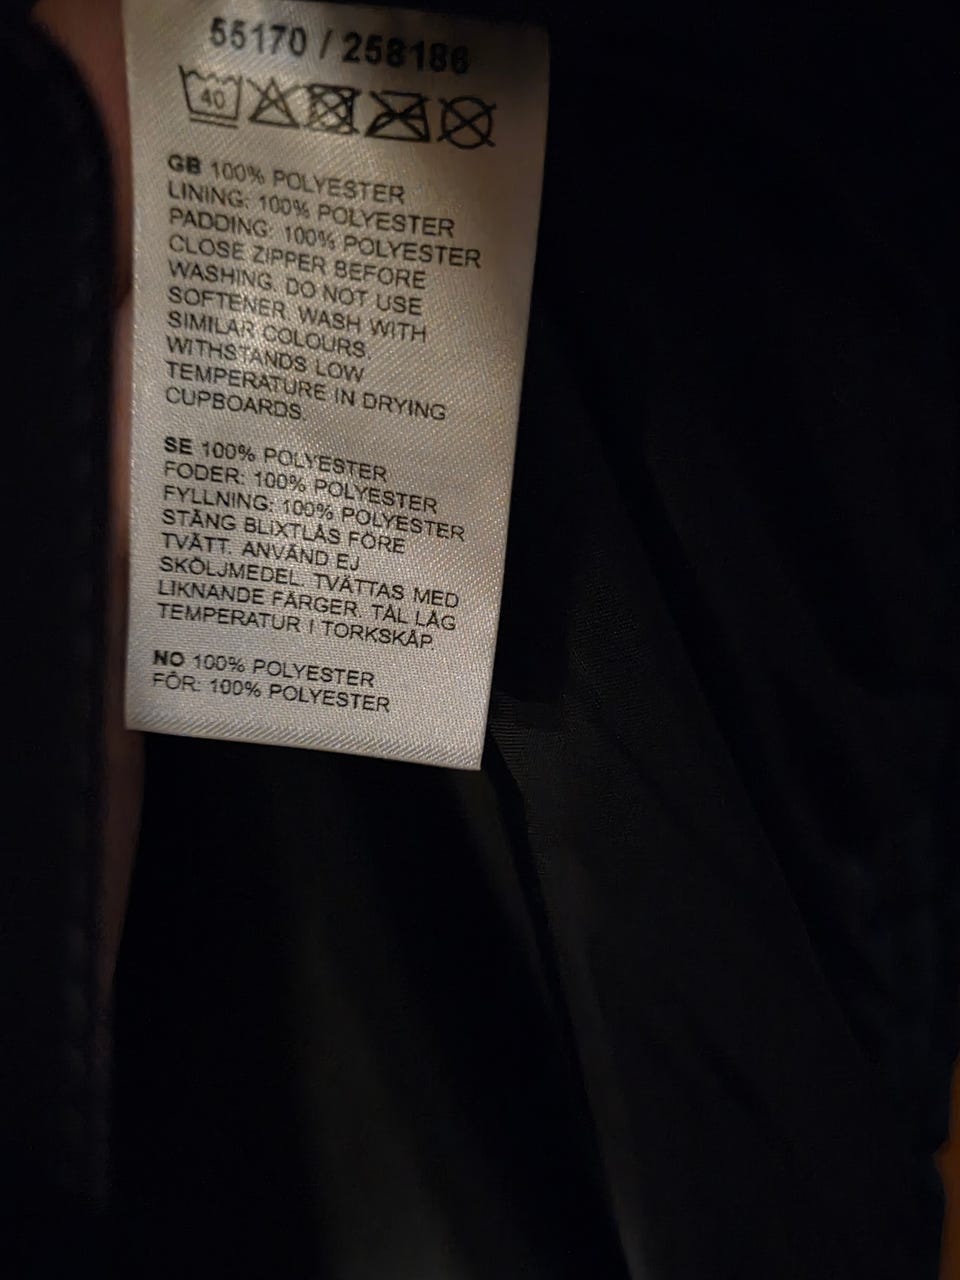 55170 / 258186
40
GB 100% POLYESTER
LINING: 100% POLYESTER
PADDING: 100% POLYESTER
CLOSE ZIPPER BEFORE
WASHING. DO NOT USE
SOFTENER. WASH WITH
SIMILAR COLOURS.
WITHSTANDS LOW
TEMPERATURE IN DRYING
CUPBOARDS.
SE 100% POLYESTER
FODER: 100% POLYESTER
FYLLNING: 100% POLYESTER
STÄNG BLIXTLÅS FÖRE
TVÄTT. ANVÄND EJ
SKÖLJMEDEL. TVÄTTAS MED
LIKNANDE FÄRGER. TÅL LÅG
TEMPERATUR I TORKSKÅP.
NO 100% POLYESTER
FÔR: 100% POLYESTER